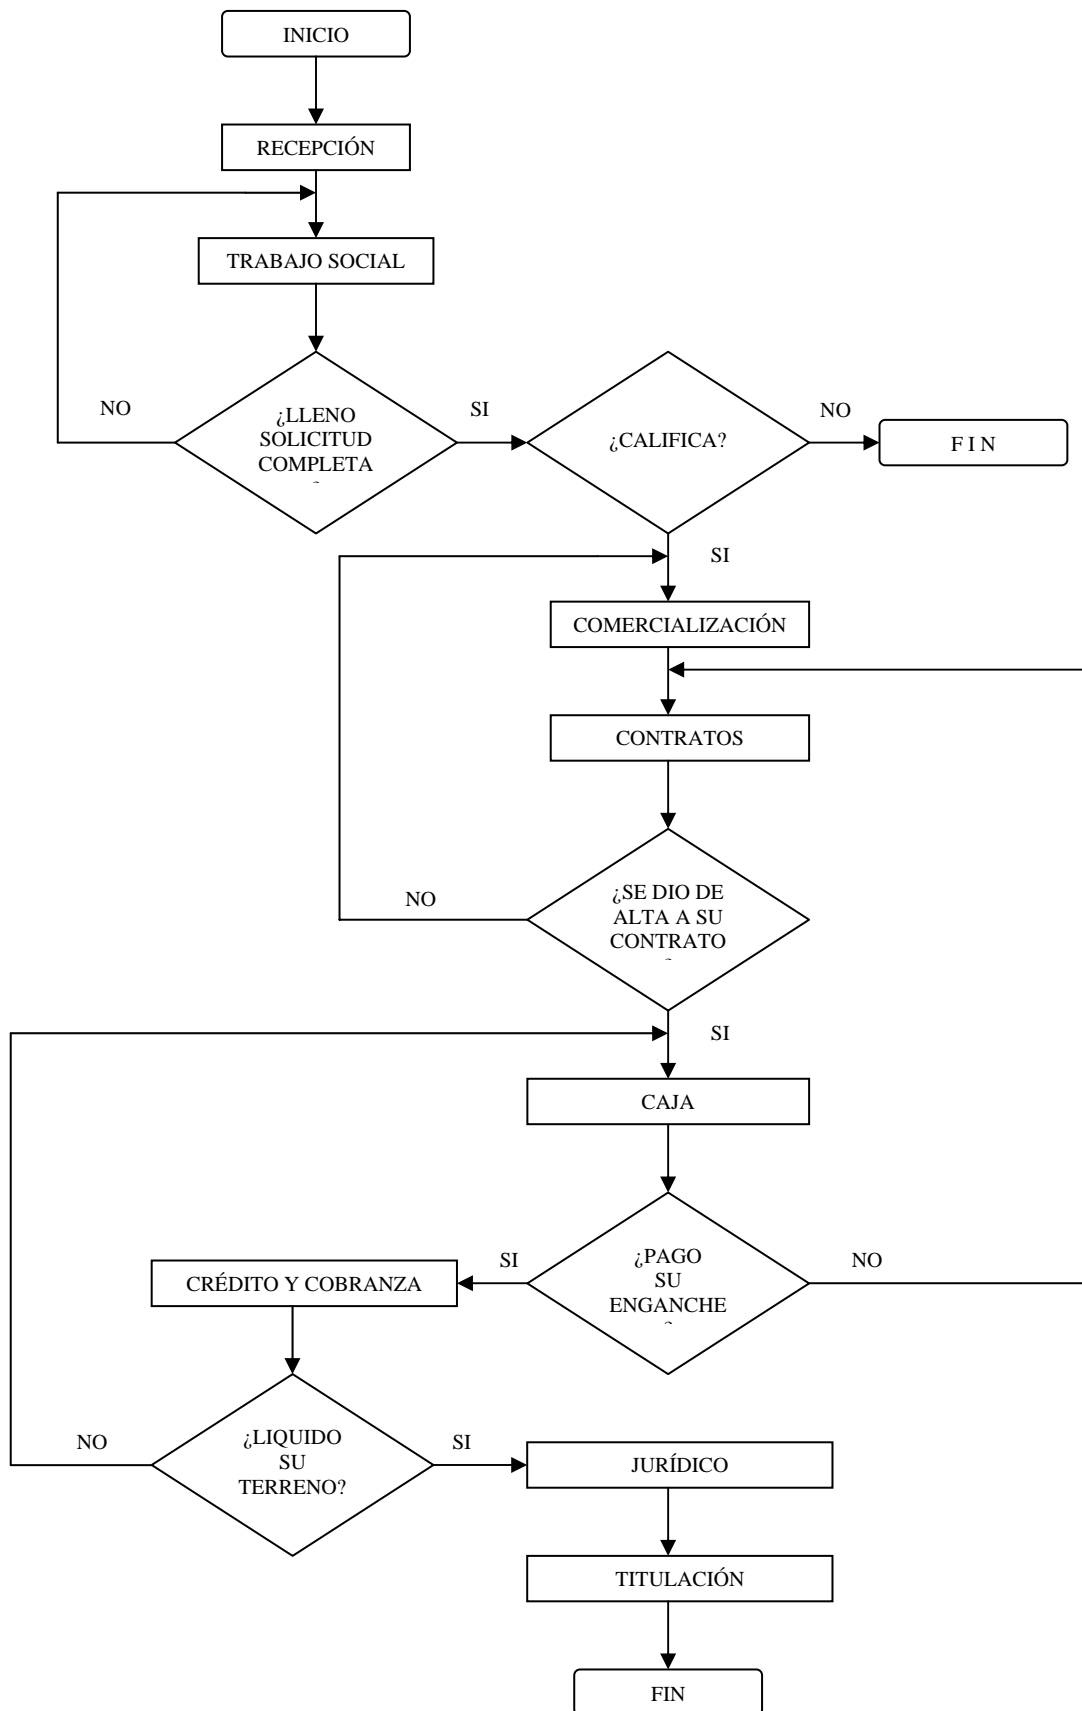 INICIO
RECEPCIÓN
TRABAJO SOCIAL
NO
¿LLENO
SOLICITUD
COMPLETA
?
SI
¿CALIFICA?
NO
F I N
SI
COMERCIALIZACIÓN
CONTRATOS
NO
¿SE DIO DE
ALTA A SU
CONTRATO
?
SI
CAJA
CRÉDITO Y COBRANZA
SI
¿PAGO
SU
ENGANCHE
?
NO
NO
¿LIQUIDO
SU
TERRENO?
SI
JURÍDICO
TITULACIÓN
FIN